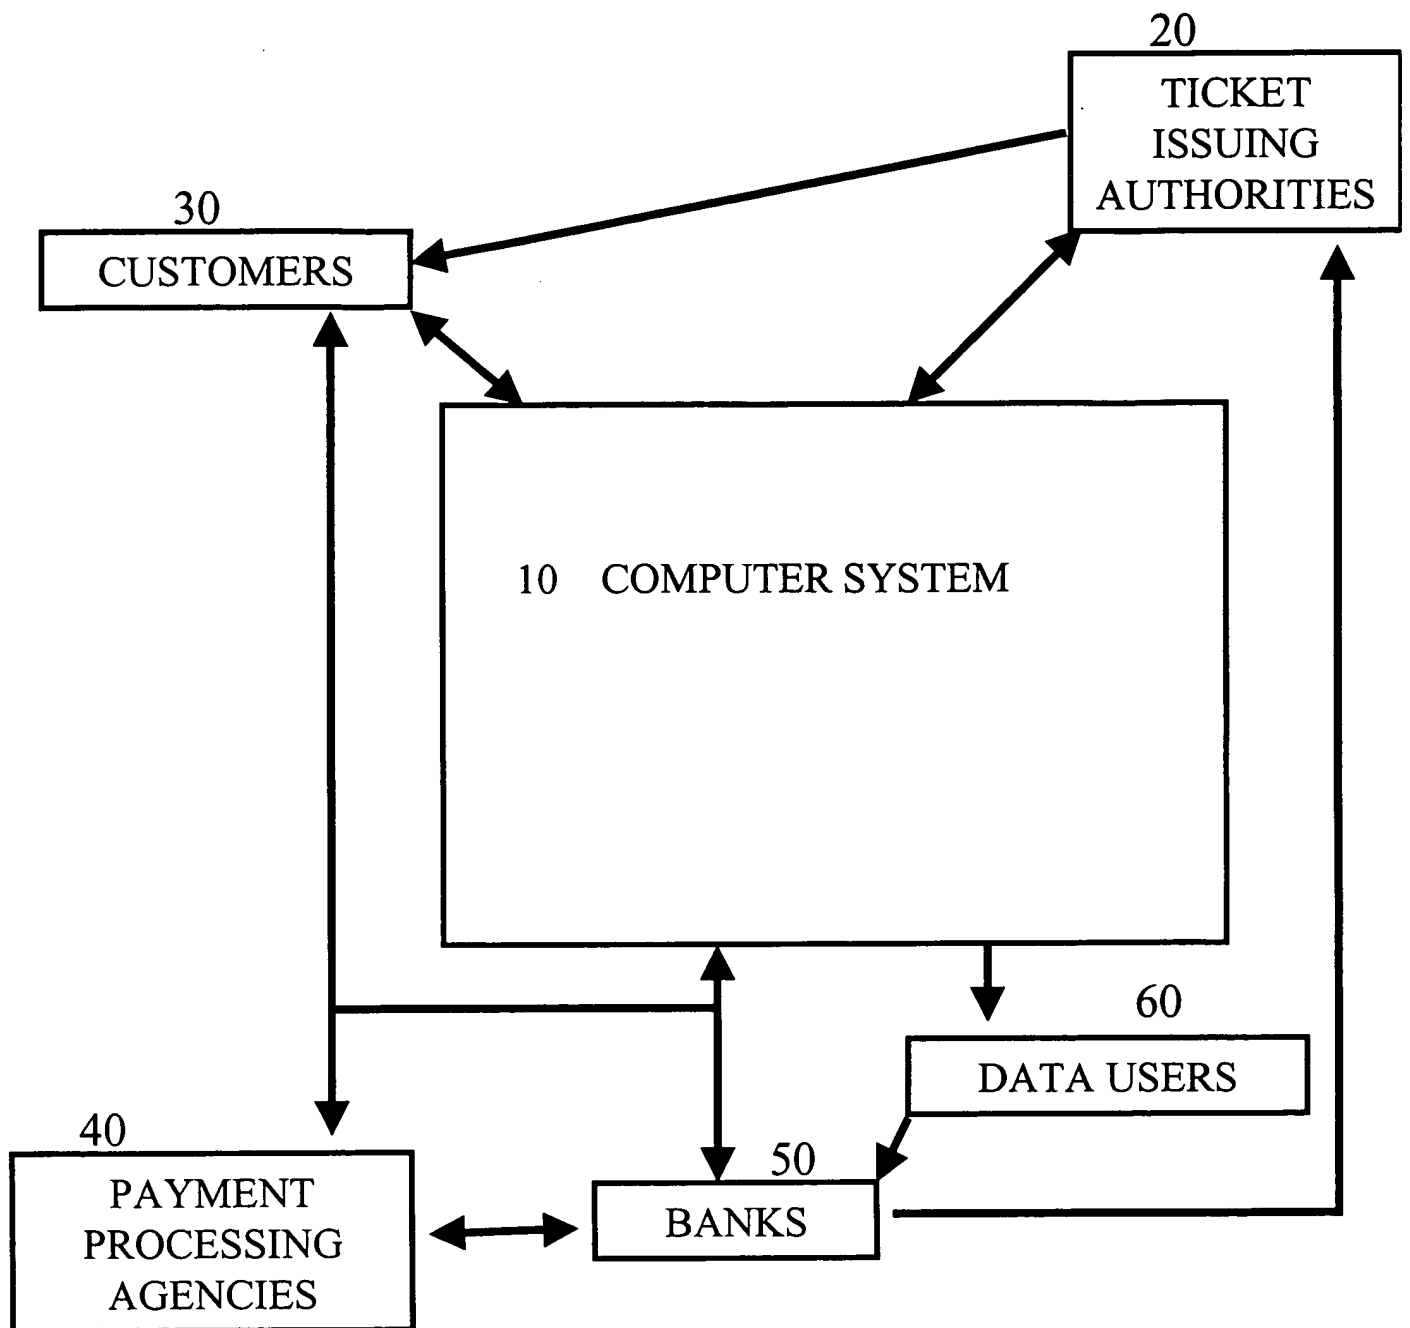 20
TICKET
ISSUING
AUTHORITIES
30
CUSTOMERS
10 COMPUTER SYSTEM
60
DATA USERS
40
PAYMENT
PROCESSING
AGENCIES
50
BANKS